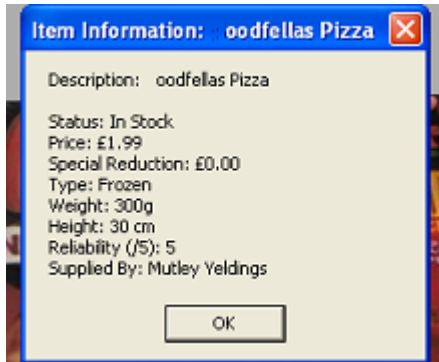 Item Information: oodfellas Pizza
Description: oodfellas Pizza
Status: In Stock
Price: £1.99
Special Reduction: £0.00
Type: Frozen
Weight: 300g
Height: 30 cm
Reliability (/5): 5
Supplied By: Mutley Yeldings
OK